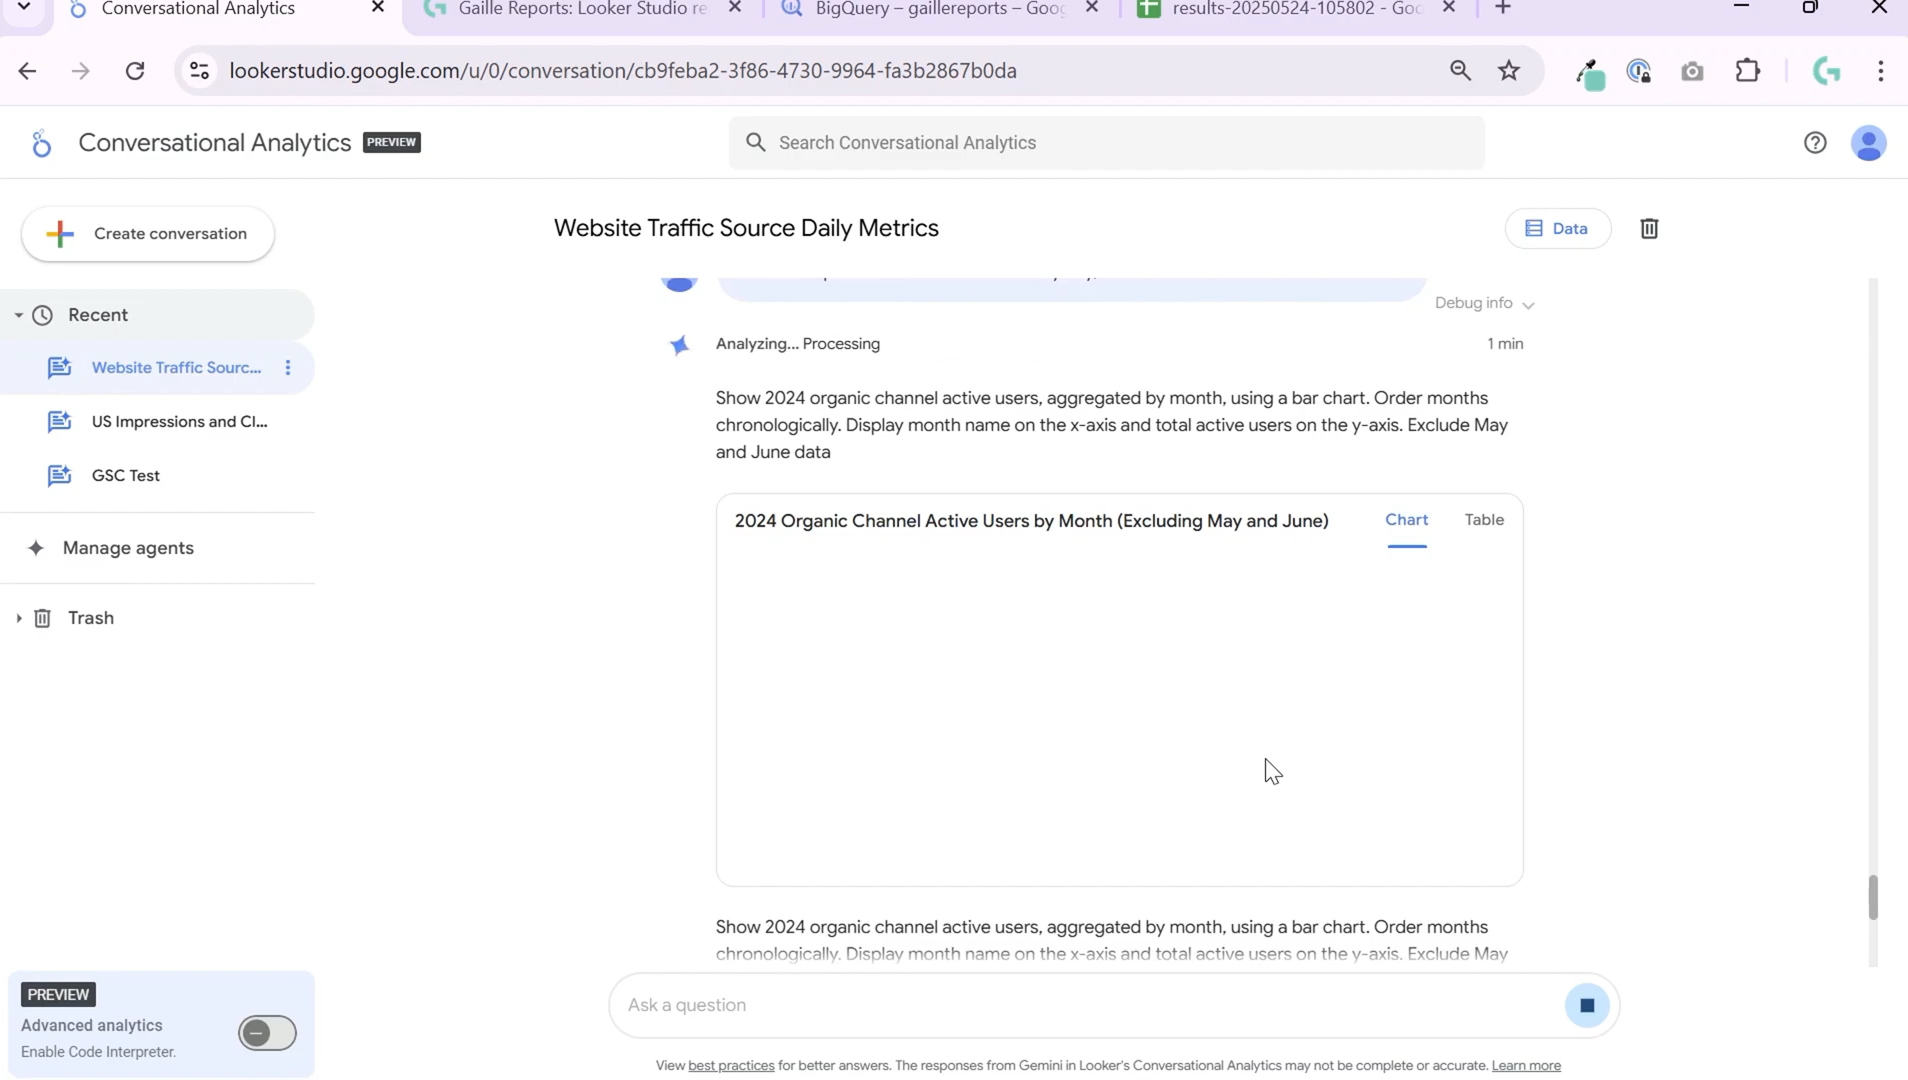 Conversational Analytics
Gaille Reports: Looker Studio re
BigQuery – gaillereports – Goog
results-20250524-105802 - Goo
lookerstudio.google.com/u/0/conversation/cb9feba2-3f86-4730-9964-fa3b2867b0da
Conversational Analytics PREVIEW
Search Conversational Analytics
Create conversation
Website Traffic Source Daily Metrics
Data
Recent
Website Traffic Sourc...
US Impressions and Cl...
GSC Test
Manage agents
Trash
Debug info
Analyzing... Processing
1 min
Show 2024 organic channel active users, aggregated by month, using a bar chart. Order months
chronologically. Display month name on the x-axis and total active users on the y-axis. Exclude May
and June data
2024 Organic Channel Active Users by Month (Excluding May and June)
Chart
Table
Show 2024 organic channel active users, aggregated by month, using a bar chart. Order months
chronologically. Display month name on the x-axis and total active users on the y-axis. Exclude May
PREVIEW
Advanced analytics
Enable Code Interpreter.
Ask a question
View best practices for better answers. The responses from Gemini in Looker's Conversational Analytics may not be complete or accurate. Learn more